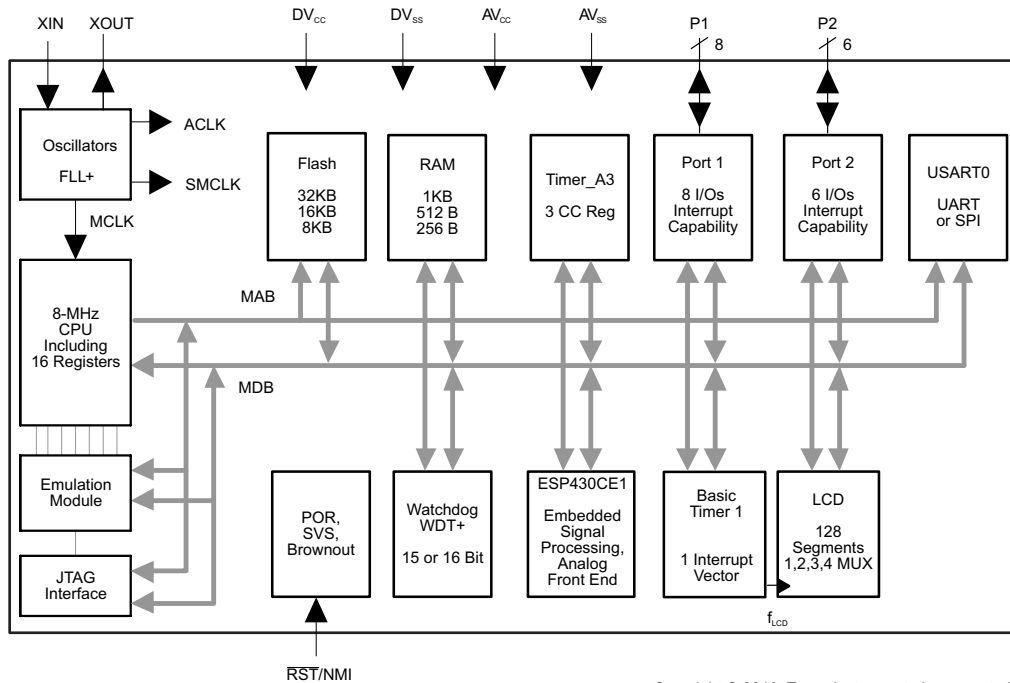 XIN XOUT DVCC DVSS AVCC AVSS P1 P2
8 6
Oscillators
FLL+
ACLK
SMCLK
MCLK
Flash
32KB
16KB
8KB
RAM
1KB
512 B
256 B
Timer_A3
3 CC Reg
Port 1
8 I/Os
Interrupt
Capability
Port 2
6 I/Os
Interrupt
Capability
USART0
UART
or SPI
MAB
8-MHz
CPU
Including
16 Registers
MDB
Emulation
Module
JTAG
Interface
POR,
SVS,
Brownout
Watchdog
WDT+
15 or 16 Bit
ESP430CE1
Embedded
Signal
Processing,
Analog
Front End
Basic
Timer 1
1 Interrupt
Vector
LCD
128
Segments
1,2,3,4 MUX
fLCD
RST/NMI